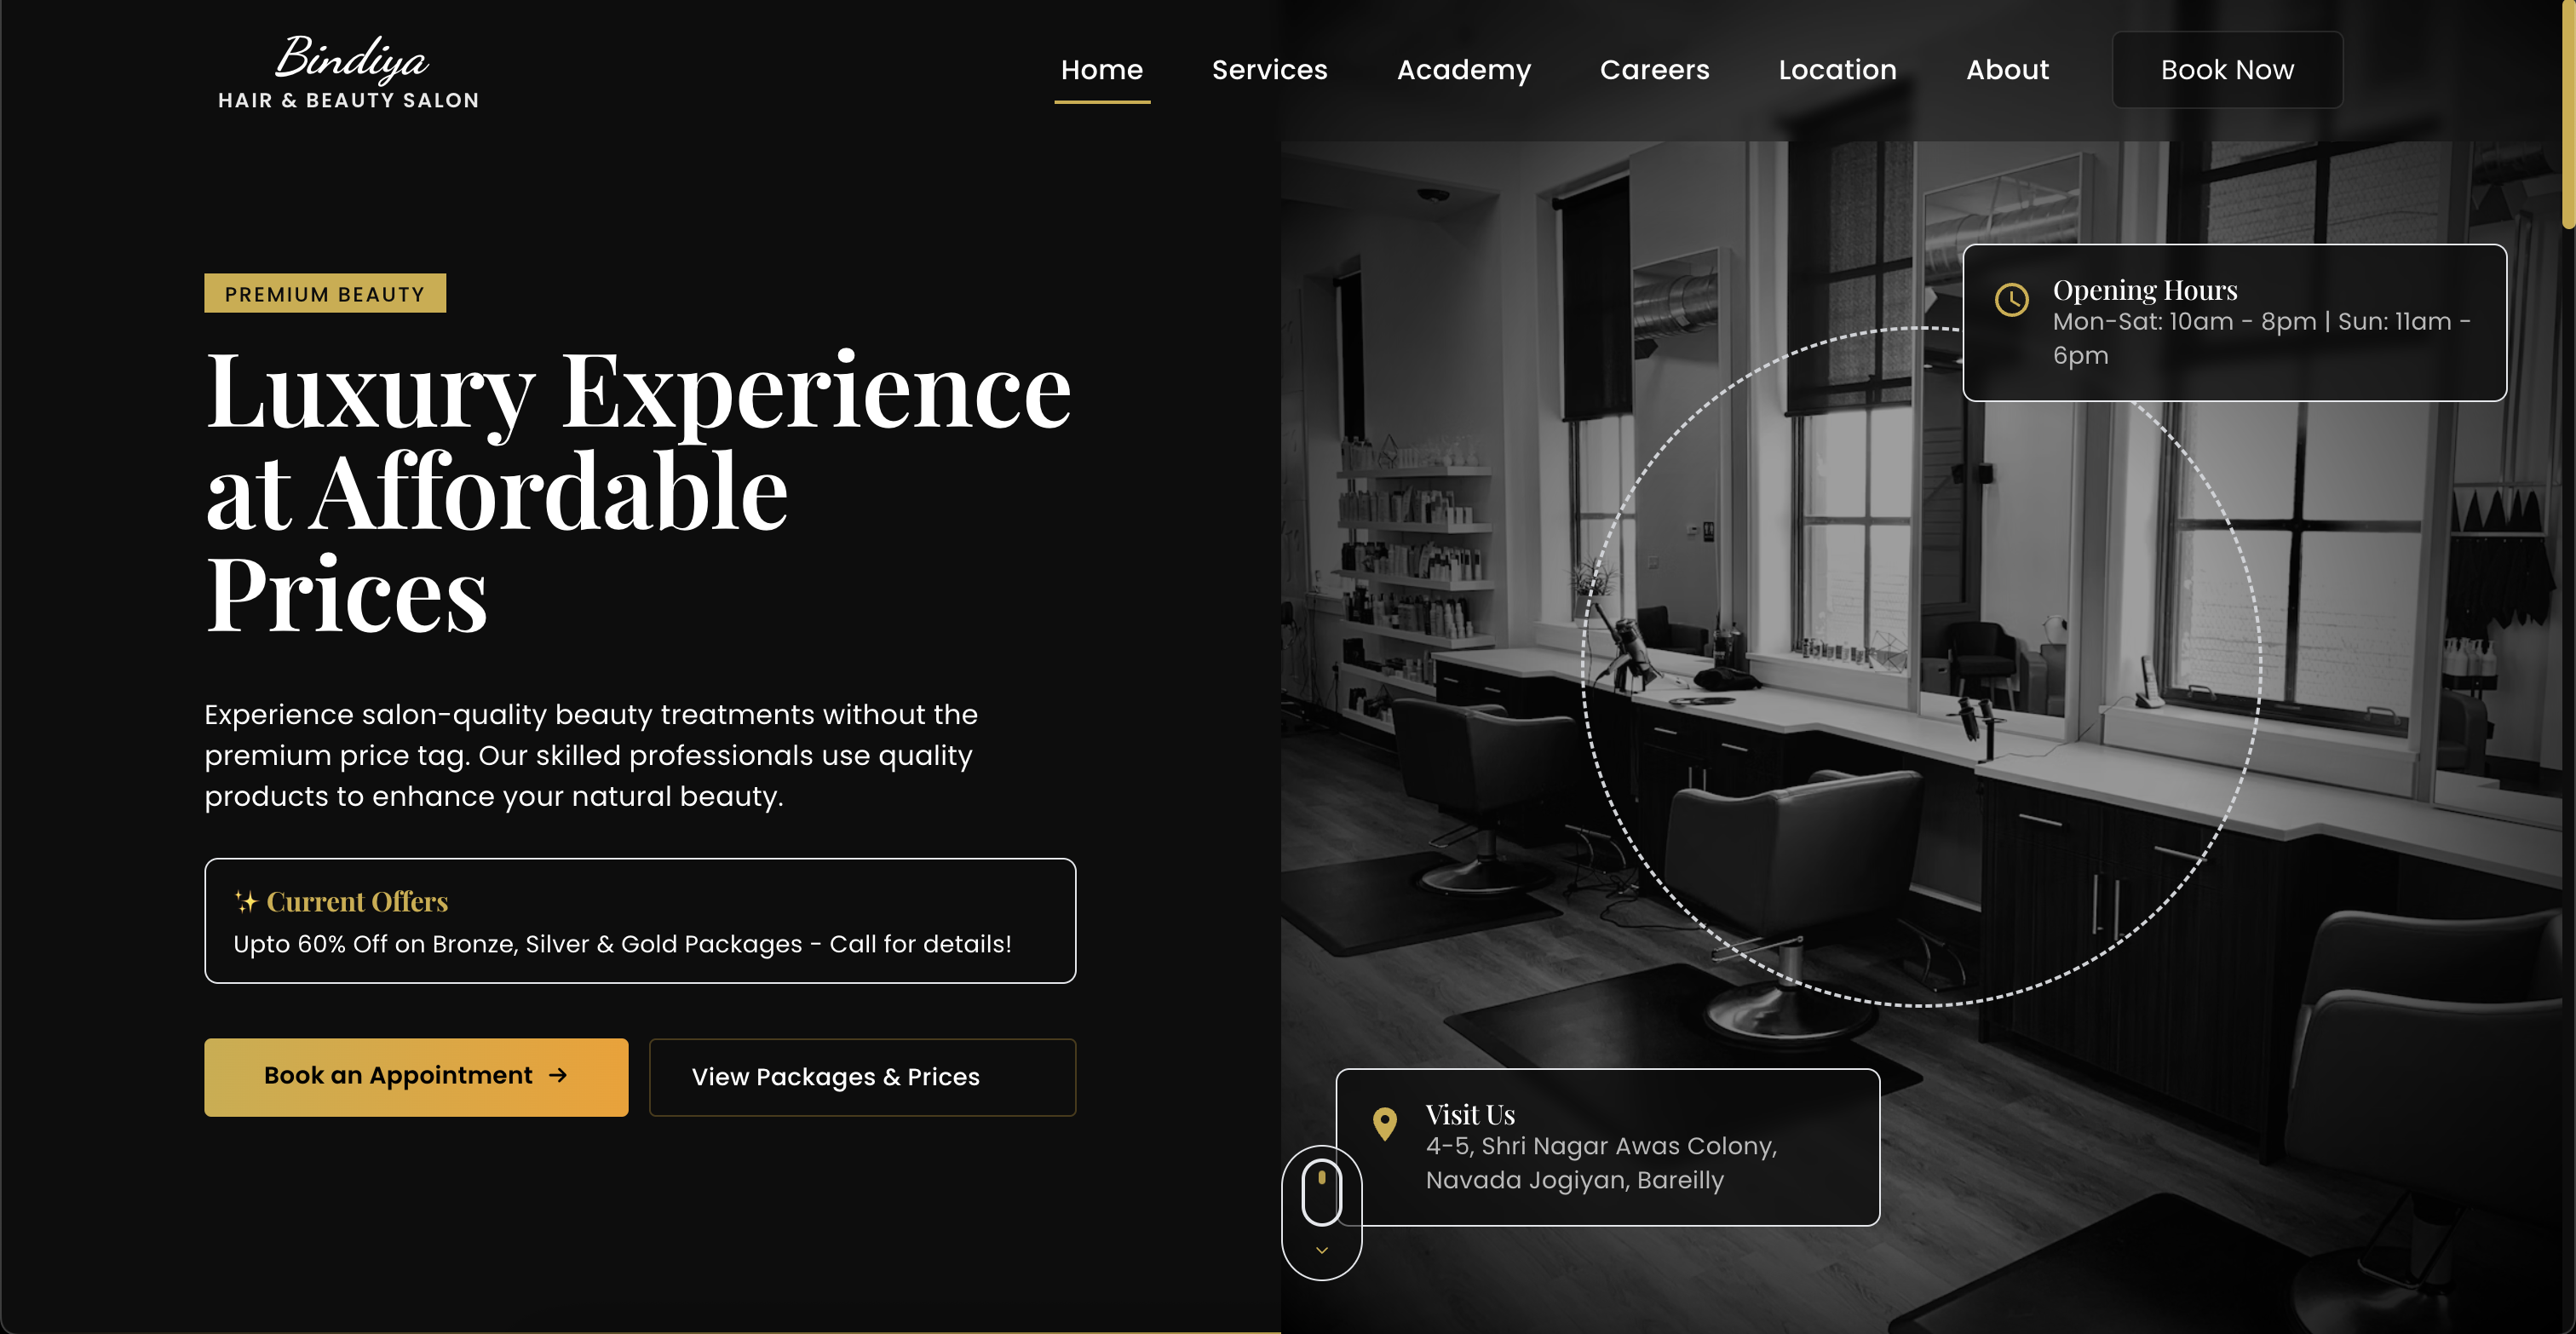 Bindiya
HAIR & BEAUTY SALON
Home
Services
Academy
Careers
Location
About
Book Now
PREMIUM BEAUTY
Luxury Experience
at Affordable
Prices
Experience salon-quality beauty treatments without the
premium price tag. Our skilled professionals use quality
products to enhance your natural beauty.
✨ Current Offers
Upto 60% Off on Bronze, Silver & Gold Packages - Call for details!
Book an Appointment →
View Packages & Prices
Opening Hours
Mon-Sat: 10am - 8pm | Sun: 11am -
6pm
Visit Us
4-5, Shri Nagar Awas Colony,
Navada Jogiyan, Bareilly